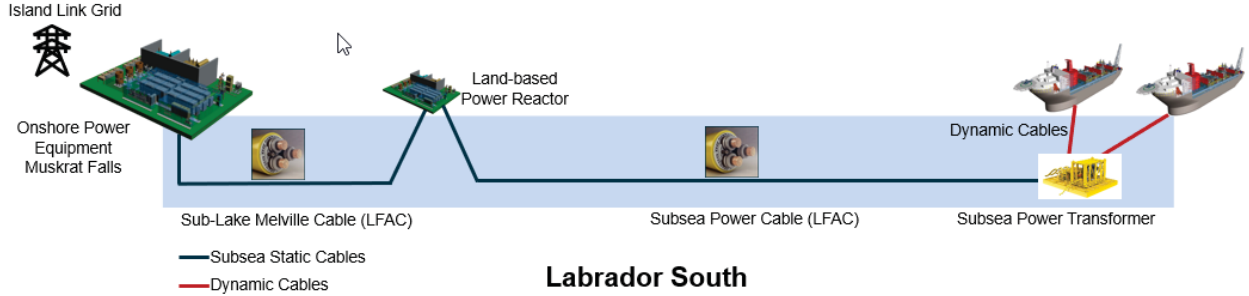 Island Link Grid
Land-based
Power Reactor
Onshore Power
Equipment
Muskrat Falls
Dynamic Cables
Sub-Lake Melville Cable (LFAC)
Subsea Power Cable (LFAC)
Subsea Power Transformer
Subsea Static Cables
Dynamic Cables
Labrador South